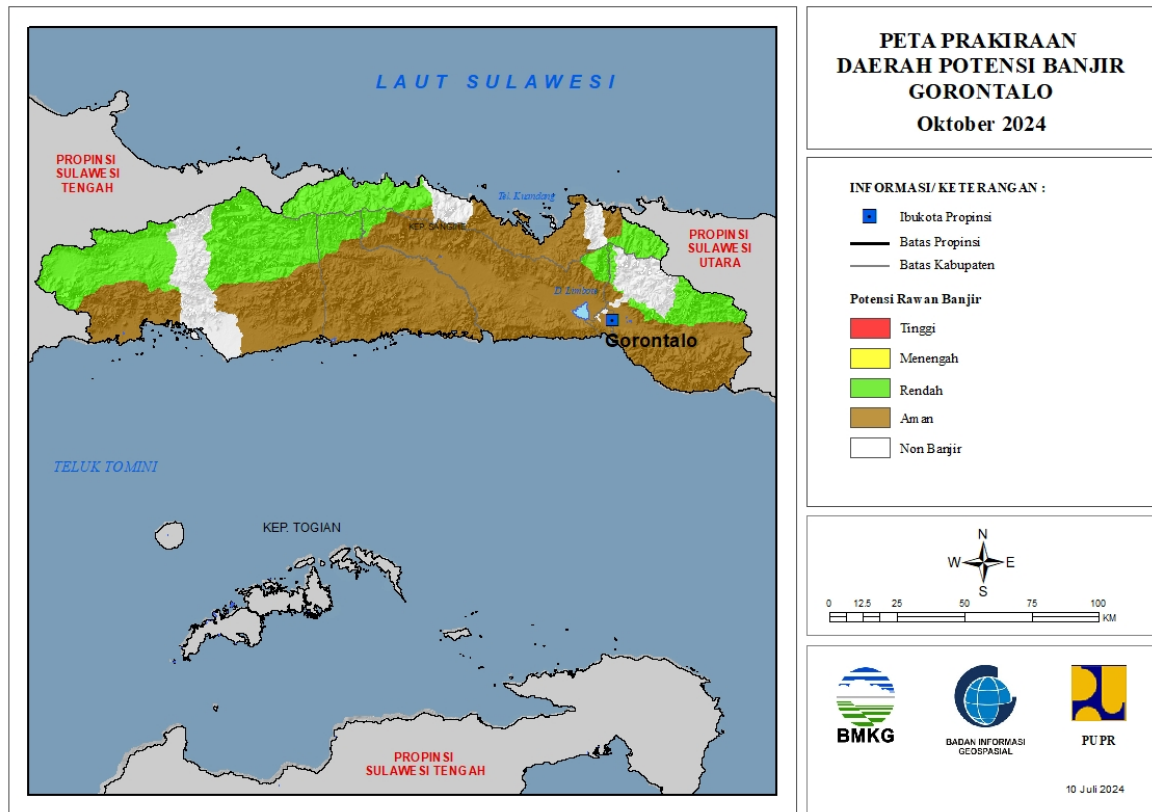 LAUT SULAWESI
PROPINSI
SULAWESI
TENGAH
Tel. Kuandang
KEP. SANGIHE
PROPINSI
SULAWESI
UTARA
Gorontalo
TELUK TOMINI
KEP. TOGIAN
PROPINSI
SULAWESI TENGAH
PETA PRAKIRAAN
DAERAH POTENSI BANJIR
GORONTALO
Oktober 2024
INFORMASI/ KETERANGAN :
Ibukota Propinsi
Batas Propinsi
Batas Kabupaten
Potensi Rawan Banjir
Tinggi
Menengah
Rendah
Aman
Non Banjir
N
W E
S
0 12.5 25 50 75 100
KM
BMKG
BADAN INFORMASI
GEOSPASIAL
PUPR
10 Juli 2024